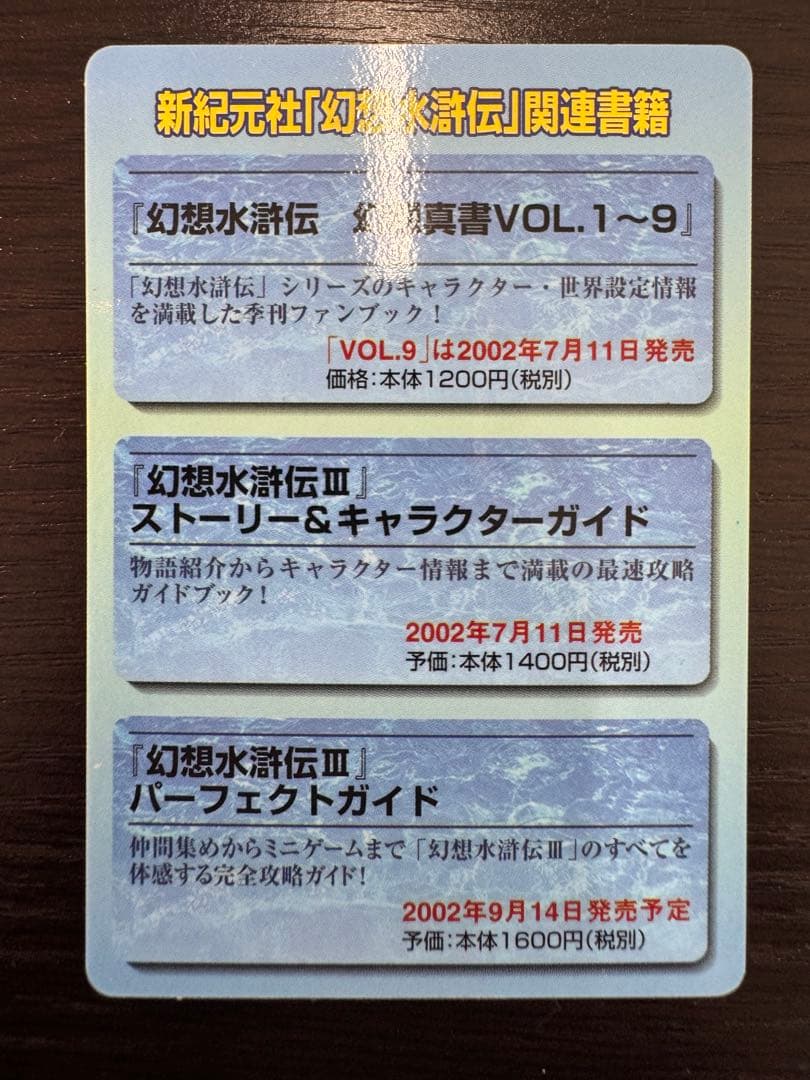 新紀元社「幻想水滸伝」関連書籍
『幻想水滸伝 幻想真書VOL.1～9』
「幻想水滸伝」シリーズのキャラクター・世界設定情報
を満載した季刊ファンブック！
「VOL.9」は2002年7月11日発売
価格：本体1200円（税別）
『幻想水滸伝Ⅲ』
ストーリー＆キャラクターガイド
物語紹介からキャラクター情報まで満載の最速攻略
ガイドブック！
2002年7月11日発売
予価：本体1400円（税別）
『幻想水滸伝Ⅲ』
パーフェクトガイド
仲間集めからミニゲームまで「幻想水滸伝Ⅲ」のすべてを
体感する完全攻略ガイド！
2002年9月14日発売予定
予価：本体1600円（税別）